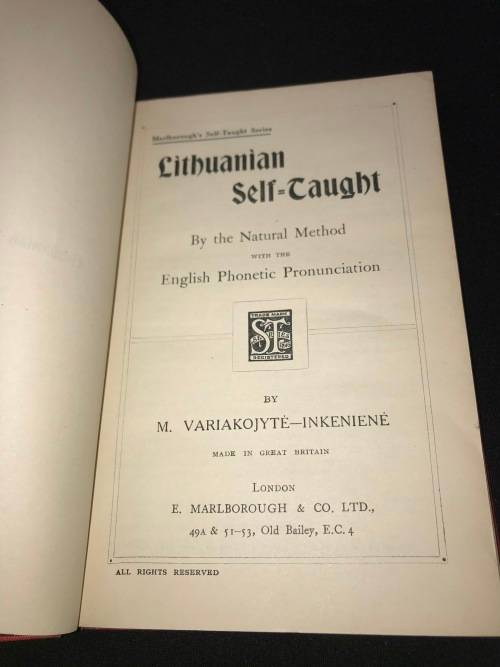 Marlborough's Self-Taught Series
Lithuanian
Self-Taught
By the Natural Method
WITH THE
English Phonetic Pronunciation
TRADE MARK
ST
SERIES
REGISTERED
BY
M. VARIAKOJYTĖ—INKENIENĖ
MADE IN GREAT BRITAIN
LONDON
E. MARLBOROUGH & CO. LTD.,
49A & 51–53, Old Bailey, E.C. 4
ALL RIGHTS RESERVED